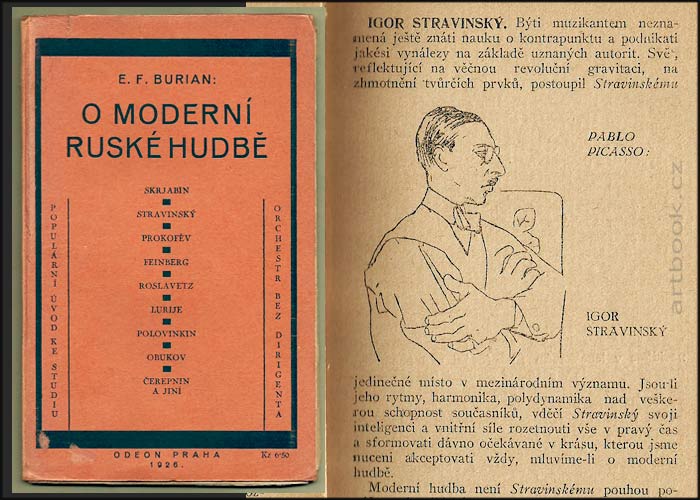 E. F. BURIAN:
O MODERNÍ
RUSKÉ HUDBĚ
SKRJABIN
STRAVINSKÝ
PROKOFĚV
FEINBERG
ROSLAVETZ
LURIJE
POLOVINKIN
OBUKOV
ČEREPNIN
A JINÍ
POPULÁRNÍ ÚVOD KE STUDIU
ORCHESTR BEZ DIRIGENTA
ODEON PRAHA
1926.
Kč 6·50
IGOR STRAVINSKÝ. Býti muzikantem nezna-
mená ještě znáti nauku o kontrapunktu a podnikati
jakési vynálezy na základě uznaných autorit.
reflektující na věčnou revoluční gravitaci, na
zhmotnění tvůrčích prvků, postoupil Stravinskému
PABLO
PICASSO:
IGOR
STRAVINSKÝ
jedinečné místo v mezinárodním významu. Jsou-li
jeho rytmy, harmonika, polydynamika nad veške-
rou schopnost současníků, vděčí Stravinský svoji
inteligenci a vnitřní síle rozetnouti vše v pravý čas
a sformovati dávno očekávané v krásu, kterou jsme
nuceni akceptovati vždy, mluvíme-li o moderní
hudbě.
Moderní hudba není Stravinskému pouhou po-
artbook.cz